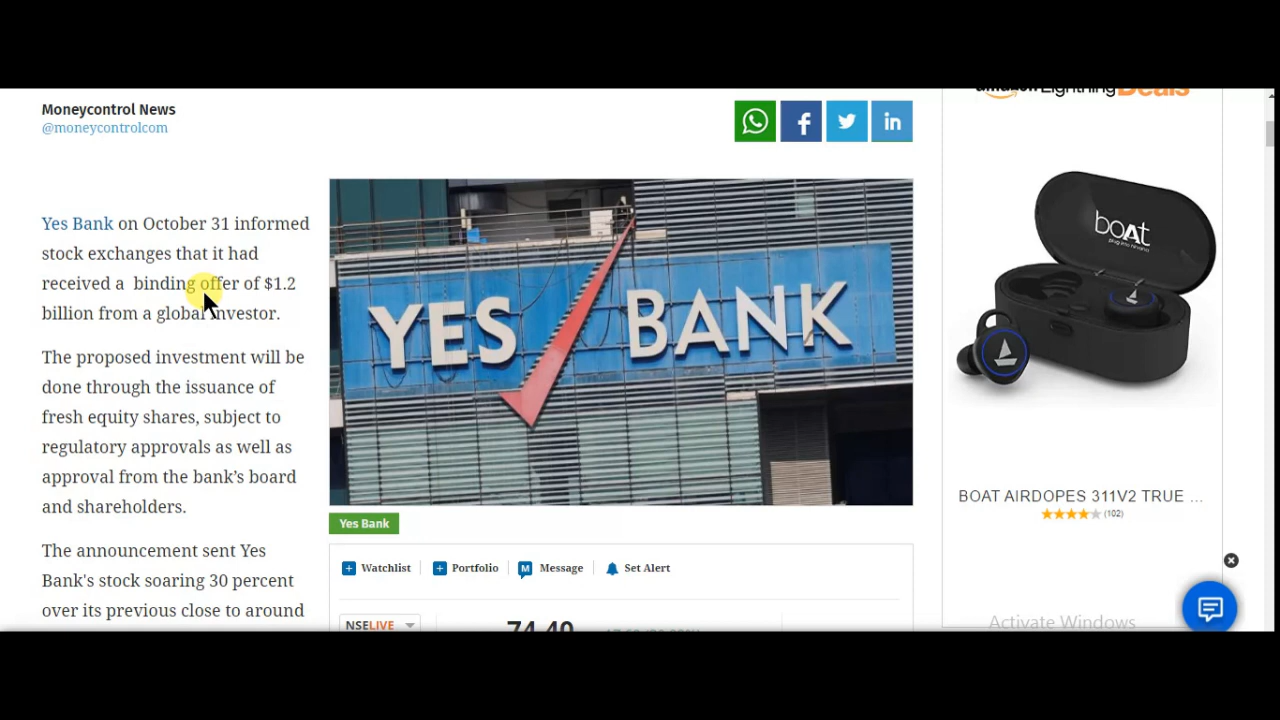 amazon Lightning Deals
Moneycontrol News
@moneycontrolcom
Yes Bank on October 31 informed
stock exchanges that it had
received a binding offer of $1.2
billion from a global investor.
The proposed investment will be
done through the issuance of
fresh equity shares, subject to
regulatory approvals as well as
approval from the bank’s board
and shareholders.
The announcement sent Yes
Bank's stock soaring 30 percent
over its previous close to around
YES BANK
Yes Bank
Watchlist
Portfolio
Message
Set Alert
NSELIVE
74.40
boAt
BOAT AIRDOPES 311V2 TRUE ...
(102)
Activate Windows